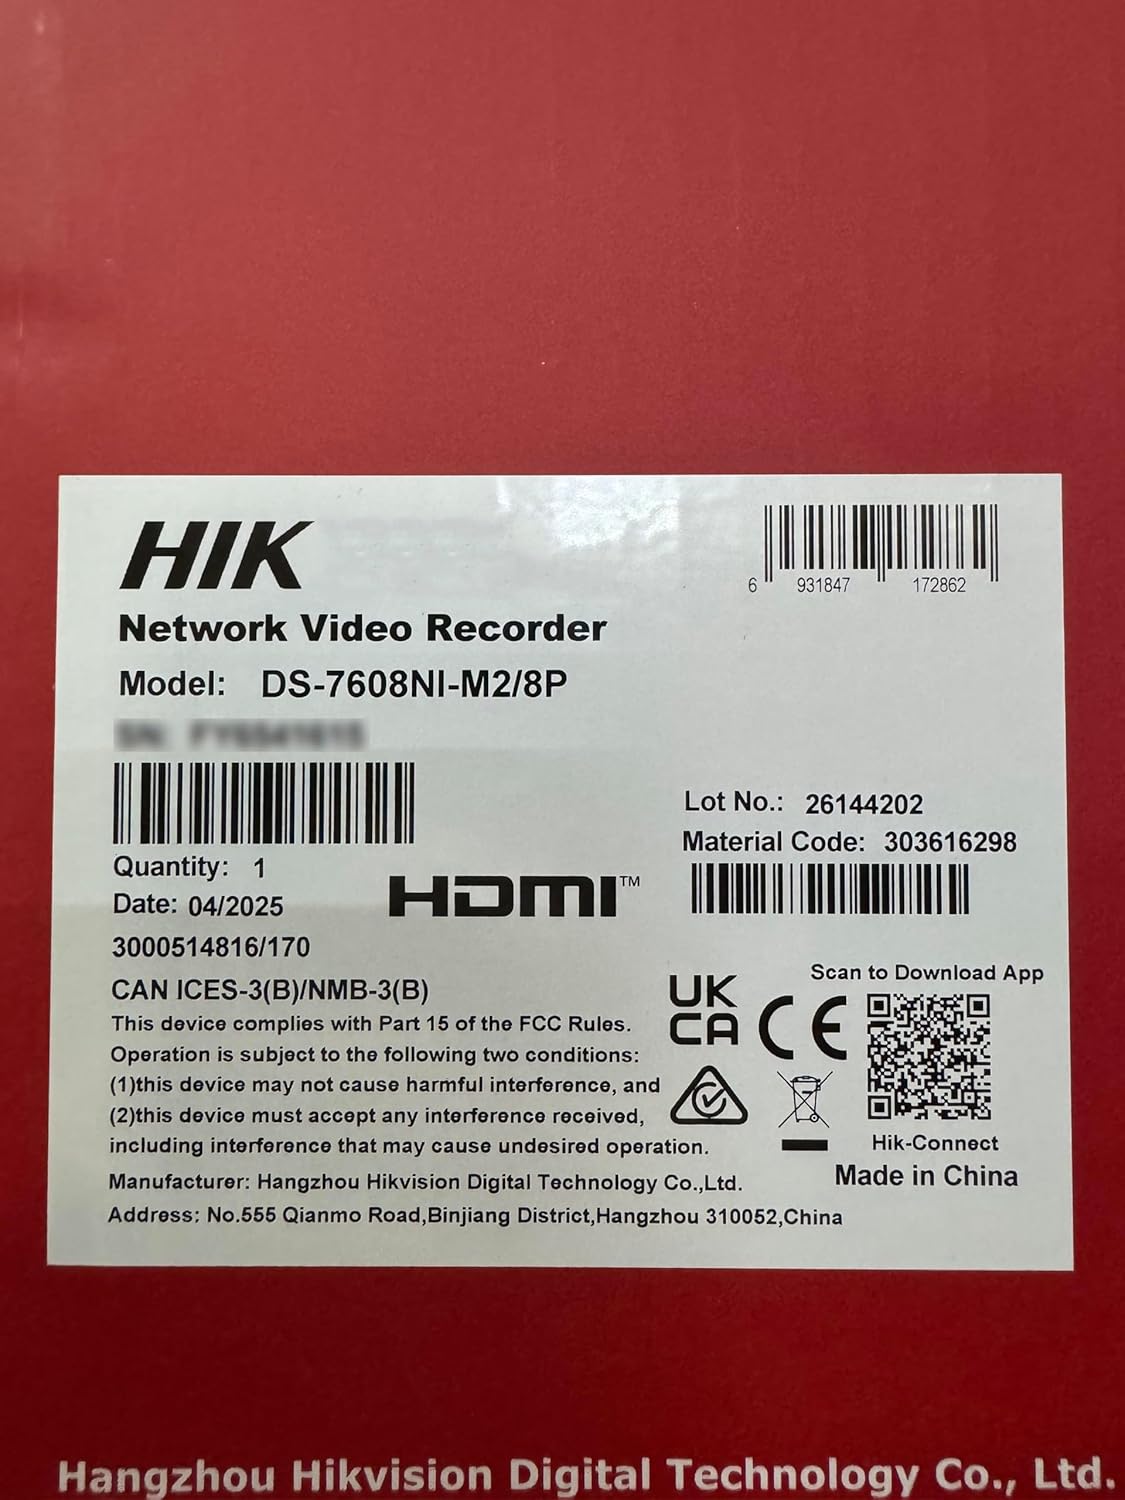 HIK
6 931847 172862
Network Video Recorder
Model: DS-7608NI-M2/8P
Lot No.: 26144202
Material Code: 303616298
Quantity: 1
Date: 04/2025
HDMI™
3000514816/170
CAN ICES-3(B)/NMB-3(B)
This device complies with Part 15 of the FCC Rules.
Operation is subject to the following two conditions:
(1)this device may not cause harmful interference, and
(2)this device must accept any interference received,
including interference that may cause undesired operation.
Scan to Download App
UK
CA CE
Hik-Connect
Made in China
Manufacturer: Hangzhou Hikvision Digital Technology Co.,Ltd.
Address: No.555 Qianmo Road,Binjiang District,Hangzhou 310052,China
Hangzhou Hikvision Digital Technology Co., Ltd.